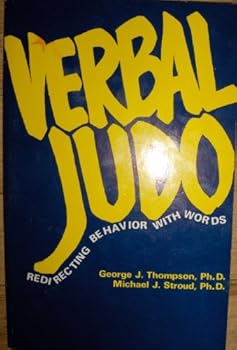 VERBAL
JUDO
REDIRECTING BEHAVIOR WITH WORDS
George J. Thompson, Ph.D.
Michael J. Stroud, Ph.D.